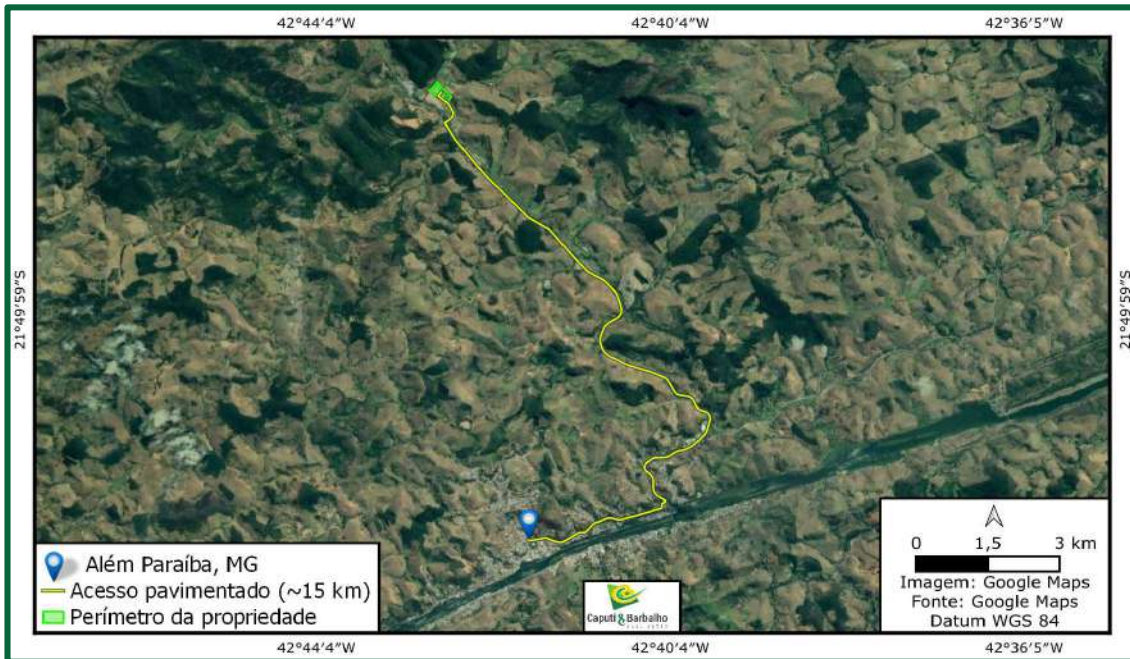 42°44'4"W
42°40'4"W
42°36'5"W
21°49'59"S
21°49'59"S
Além Paraíba, MG
Acesso pavimentado (~15 km)
Perímetro da propriedade
Caputi & Barbalho
0 1,5 3 km
Imagem: Google Maps
Fonte: Google Maps
Datum WGS 84
42°44'4"W
42°40'4"W
42°36'5"W